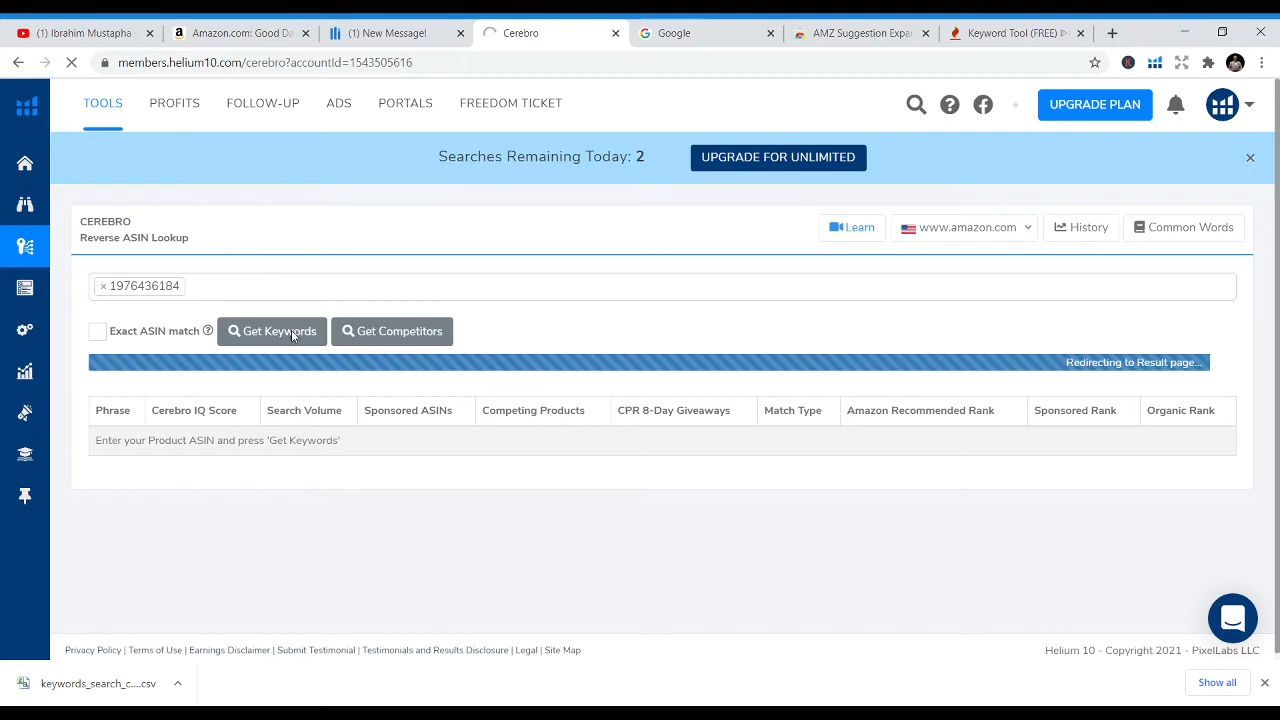 (1) Ibrahim Mustapha
Amazon.com: Good Da
(1) New Message!
Cerebro
Google
AMZ Suggestion Expan
Keyword Tool (FREE)
members.helium10.com/cerebro?accountId=1543505616
TOOLS
PROFITS
FOLLOW-UP
ADS
PORTALS
FREEDOM TICKET
UPGRADE PLAN
Searches Remaining Today: 2
UPGRADE FOR UNLIMITED
CEREBRO
Reverse ASIN Lookup
Learn
www.amazon.com
History
Common Words
× 1976436184
Exact ASIN match
Get Keywords
Get Competitors
Redirecting to Result page...
Phrase
Cerebro IQ Score
Search Volume
Sponsored ASINs
Competing Products
CPR 8-Day Giveaways
Match Type
Amazon Recommended Rank
Sponsored Rank
Organic Rank
Enter your Product ASIN and press 'Get Keywords'
Privacy Policy | Terms of Use | Earnings Disclaimer | Submit Testimonial | Testimonials and Results Disclosure | Legal | Site Map
Helium 10 - Copyright 2021 - PixelLabs LLC
keywords_search_c....csv
Show all